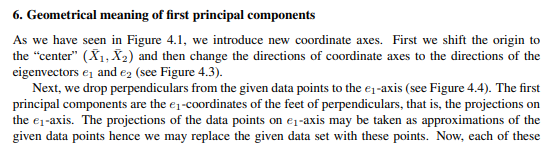 6. Geometrical meaning of first principal components
As we have seen in Figure 4.1, we introduce new coordinate axes. First we shift the origin to
the “center” (X̄₁, X̄₂) and then change the directions of coordinate axes to the directions of the
eigenvectors e₁ and e₂ (see Figure 4.3).
Next, we drop perpendiculars from the given data points to the e₁-axis (see Figure 4.4). The first
principal components are the e₁-coordinates of the feet of perpendiculars, that is, the projections on
the e₁-axis. The projections of the data points on e₁-axis may be taken as approximations of the
given data points hence we may replace the given data set with these points. Now, each of these